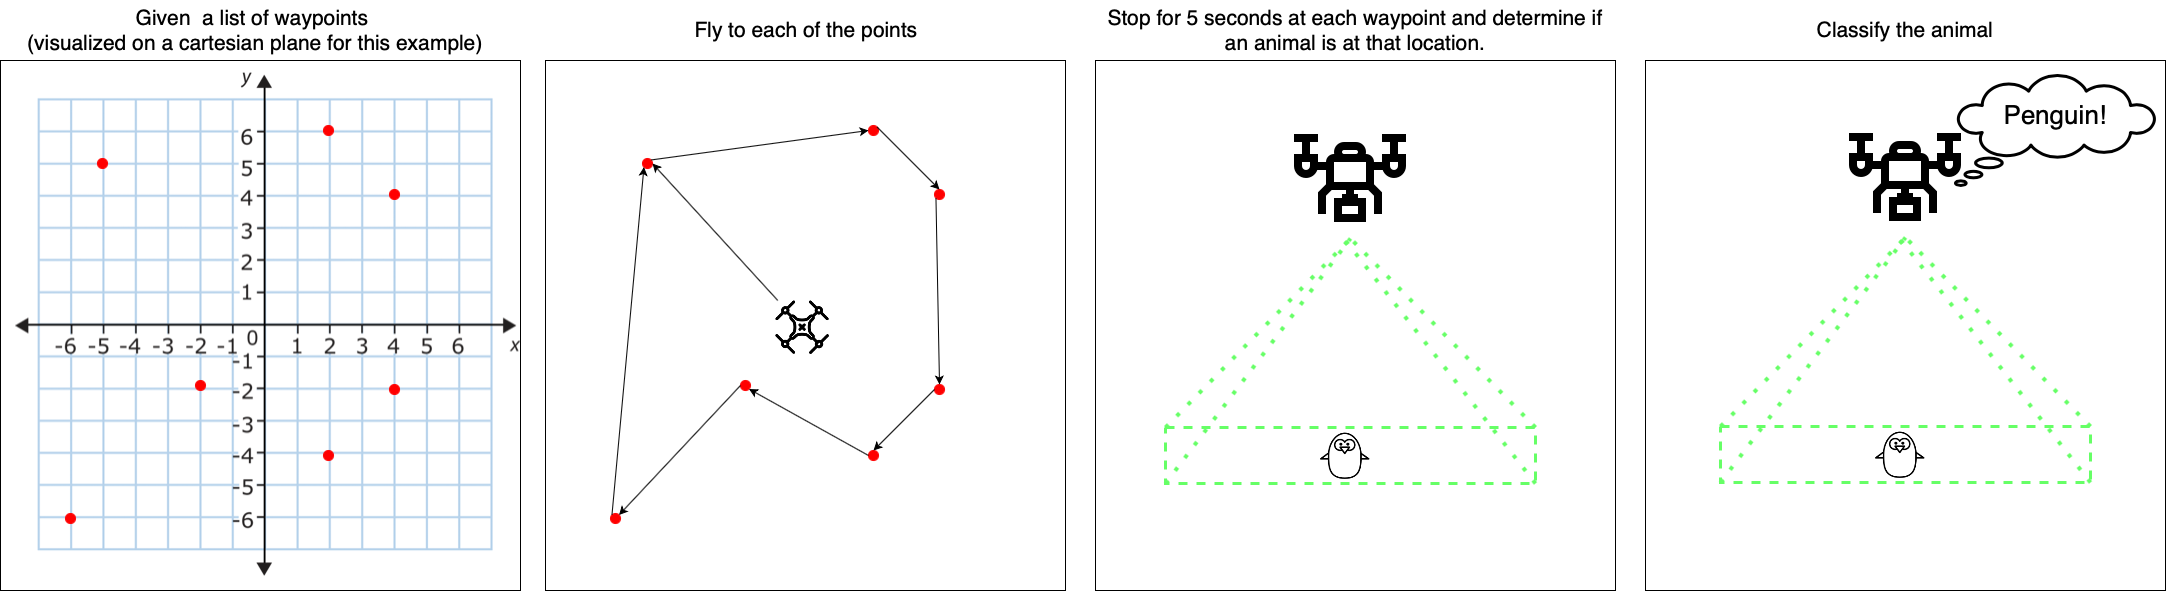 Given  a list of waypoints
(visualized on a cartesian plane for this example)
Fly to each of the points
Stop for 5 seconds at each waypoint and determine if
an animal is at that location.
Classify the animal
y
6
5
4
3
2
1
0
-6 -5 -4 -3 -2 -1 1 2 3 4 5 6 x
-1
-2
-3
-4
-5
-6
Penguin!